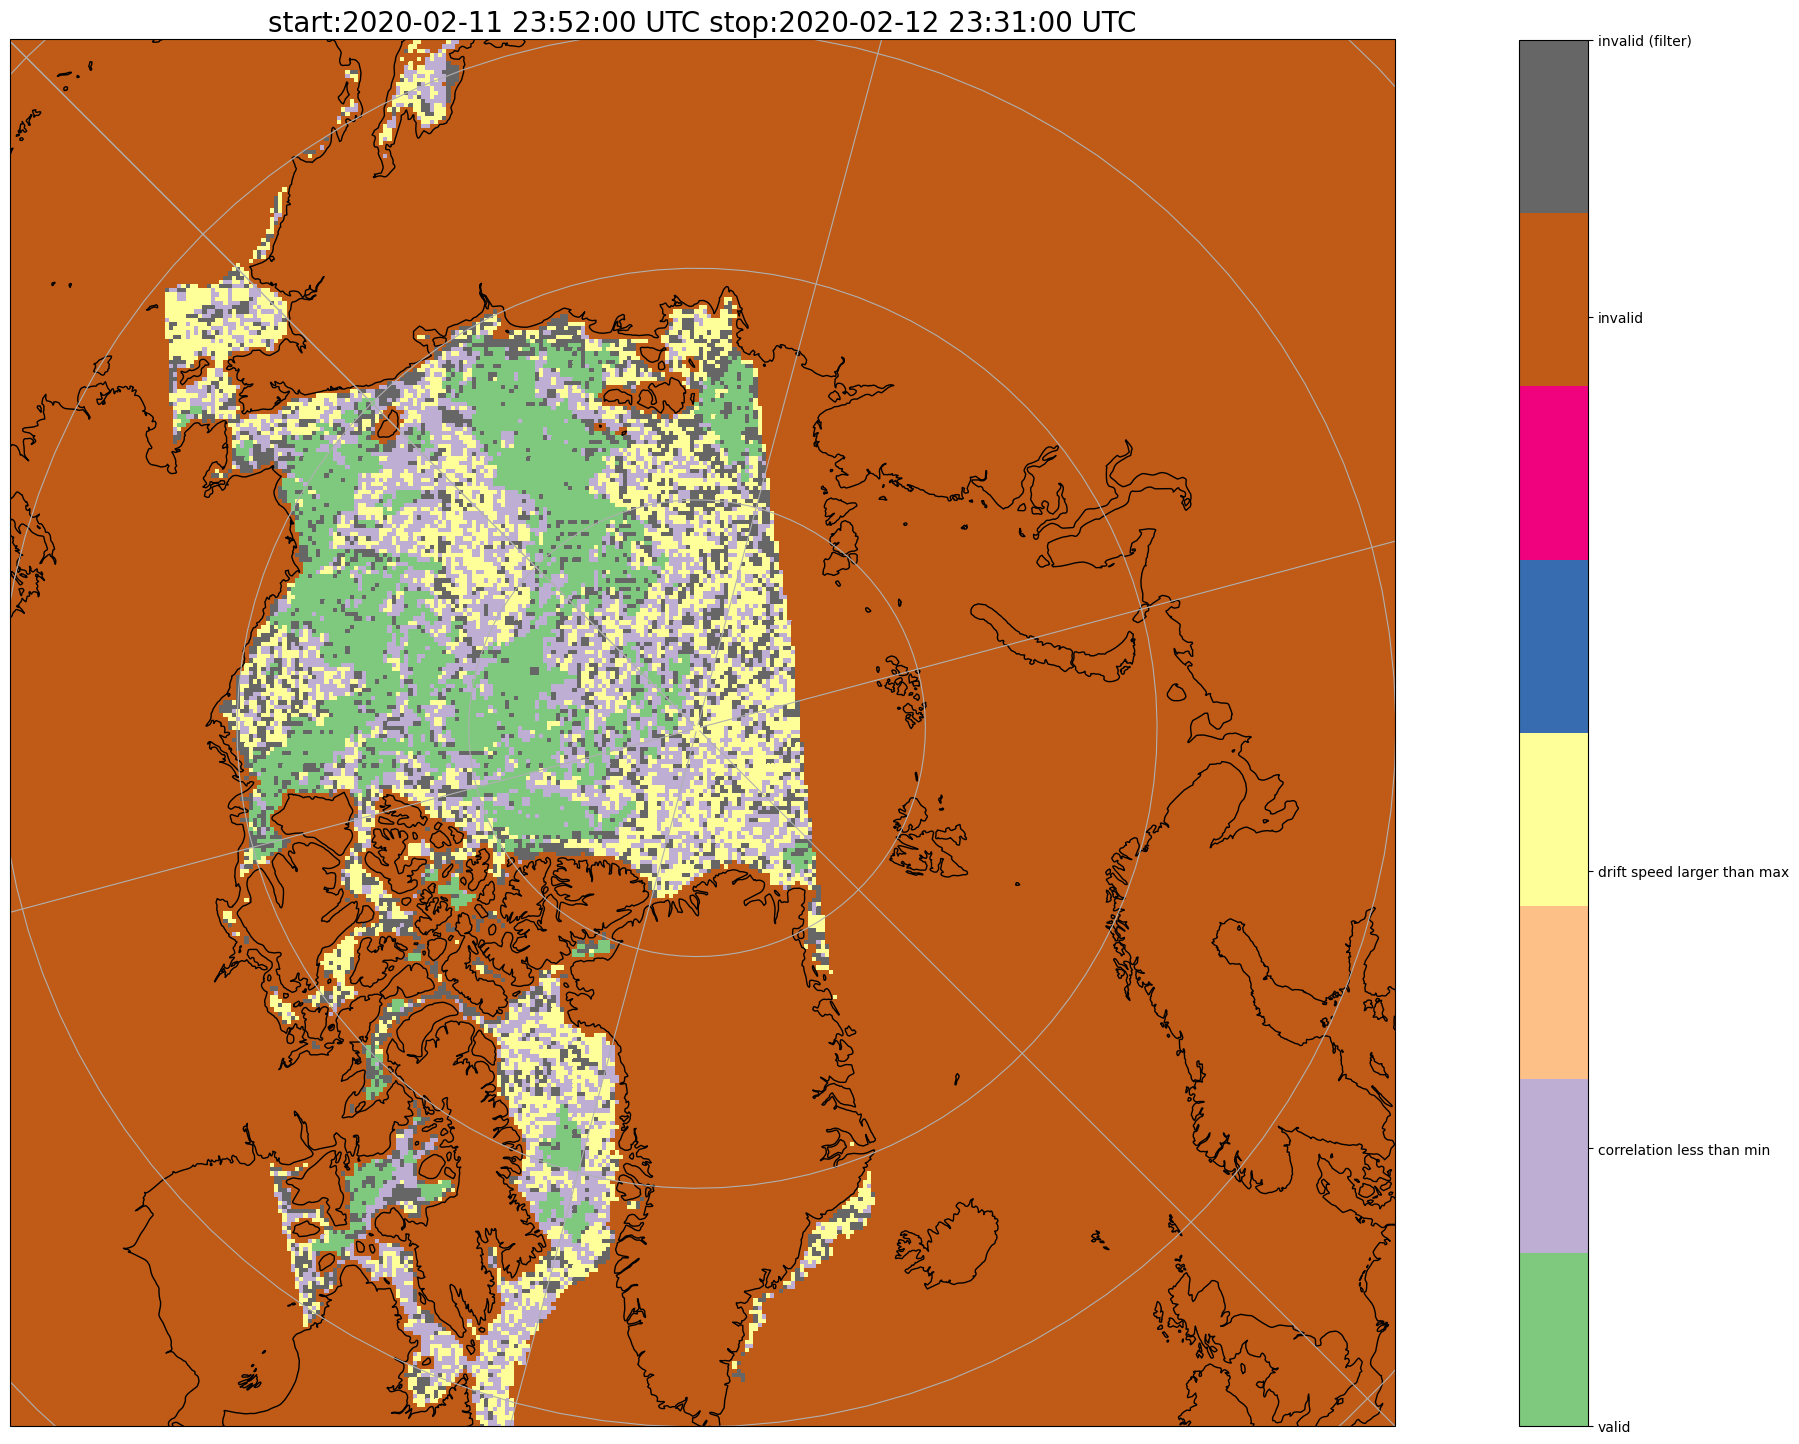 start:2020-02-11 23:52:00 UTC stop:2020-02-12 23:31:00 UTC
invalid (filter)
invalid
drift speed larger than max
correlation less than min
valid